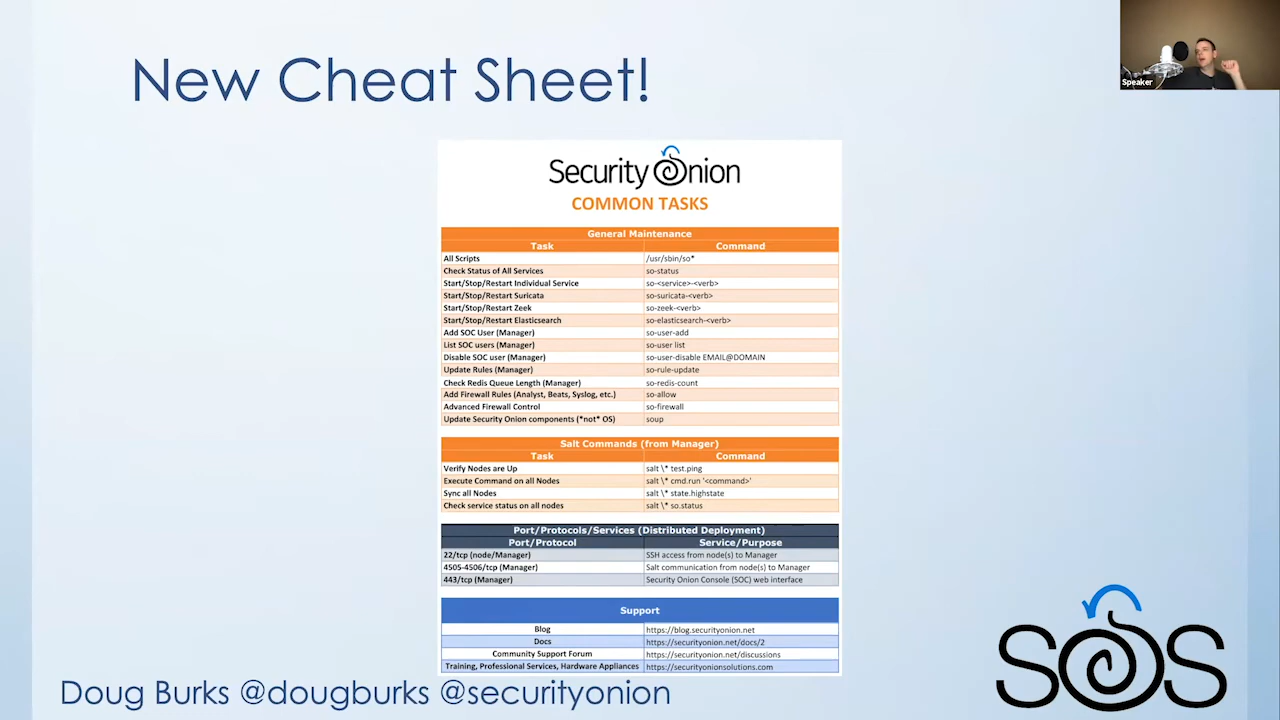 New Cheat Sheet!
Speaker
Security Onion
COMMON TASKS
General Maintenance
Task Command
All Scripts /usr/sbin/so*
Check Status of All Services so-status
Start/Stop/Restart Individual Service so-<service>-<verb>
Start/Stop/Restart Suricata so-suricata-<verb>
Start/Stop/Restart Zeek so-zeek-<verb>
Start/Stop/Restart Elasticsearch so-elasticsearch-<verb>
Add SOC User (Manager) so-user-add
List SOC users (Manager) so-user list
Disable SOC user (Manager) so-user-disable EMAIL@DOMAIN
Update Rules (Manager) so-rule-update
Check Redis Queue Length (Manager) so-redis-count
Add Firewall Rules (Analyst, Beats, Syslog, etc.) so-allow
Advanced Firewall Control so-firewall
Update Security Onion components (*not* OS) soup
Salt Commands (from Manager)
Task Command
Verify Nodes are Up salt \* test.ping
Execute Command on all Nodes salt \* cmd.run '<command>'
Sync all Nodes salt \* state.highstate
Check service status on all nodes salt \* so.status
Port/Protocols/Services (Distributed Deployment)
Port/Protocol Service/Purpose
22/tcp (node/Manager) SSH access from node(s) to Manager
4505-4506/tcp (Manager) Salt communication from node(s) to Manager
443/tcp (Manager) Security Onion Console (SOC) web interface
Support
Blog https://blog.securityonion.net
Docs https://securityonion.net/docs/2
Community Support Forum https://securityonion.net/discussions
Training, Professional Services, Hardware Appliances https://securityonionsolutions.com
Doug Burks @dougburks @securityonion
SOS